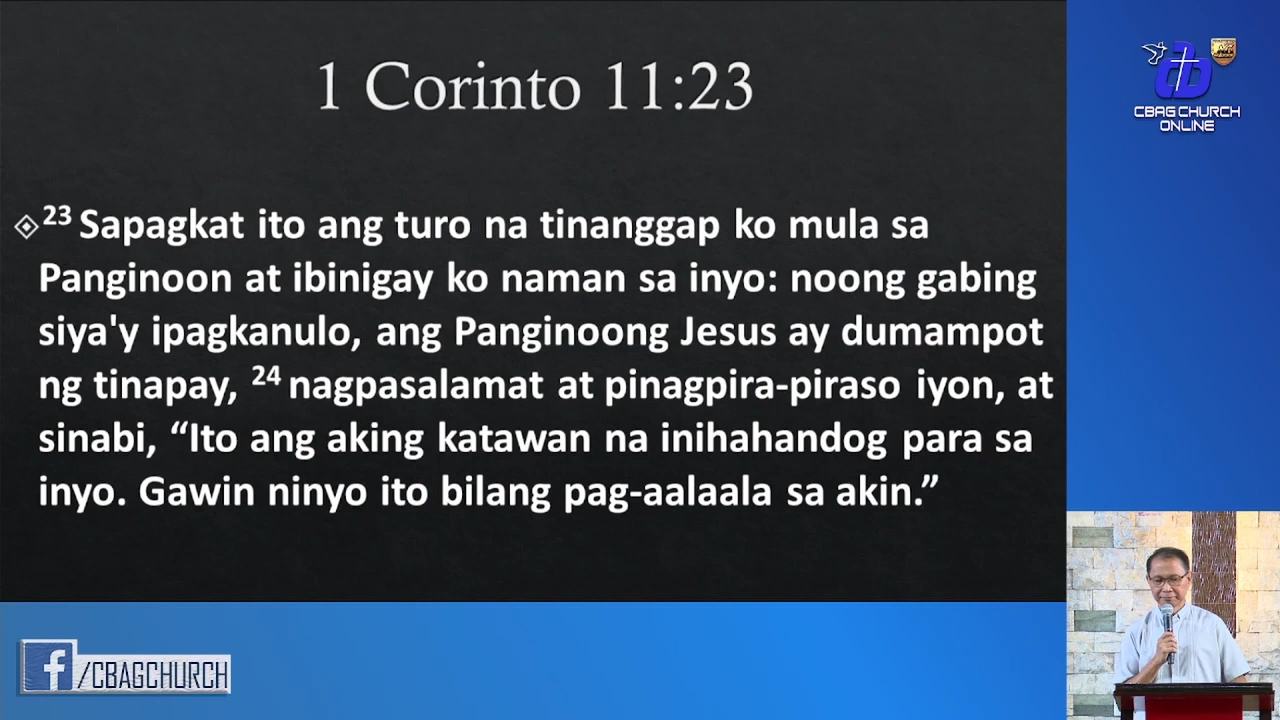 1 Corinto 11:23
23 Sapagkat ito ang turo na tinanggap ko mula sa
Panginoon at ibinigay ko naman sa inyo: noong gabing
siya'y ipagkanulo, ang Panginoong Jesus ay dumampot
ng tinapay, 24 nagpasalamat at pinagpira-piraso iyon, at
sinabi, “Ito ang aking katawan na inihahandog para sa
inyo. Gawin ninyo ito bilang pag-aalaala sa akin.”
CBAG CHURCH
ONLINE
f/CBAGCHURCH